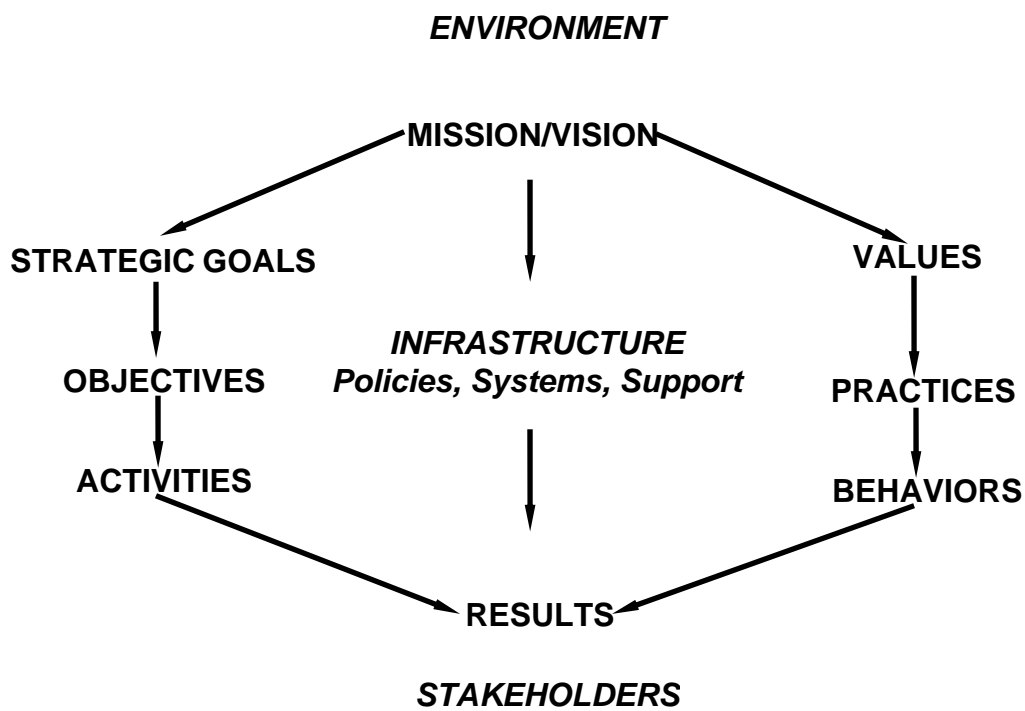 ENVIRONMENT
MISSION/VISION
STRATEGIC GOALS
VALUES
INFRASTRUCTURE
Policies, Systems, Support
OBJECTIVES
PRACTICES
ACTIVITIES
BEHAVIORS
RESULTS
STAKEHOLDERS